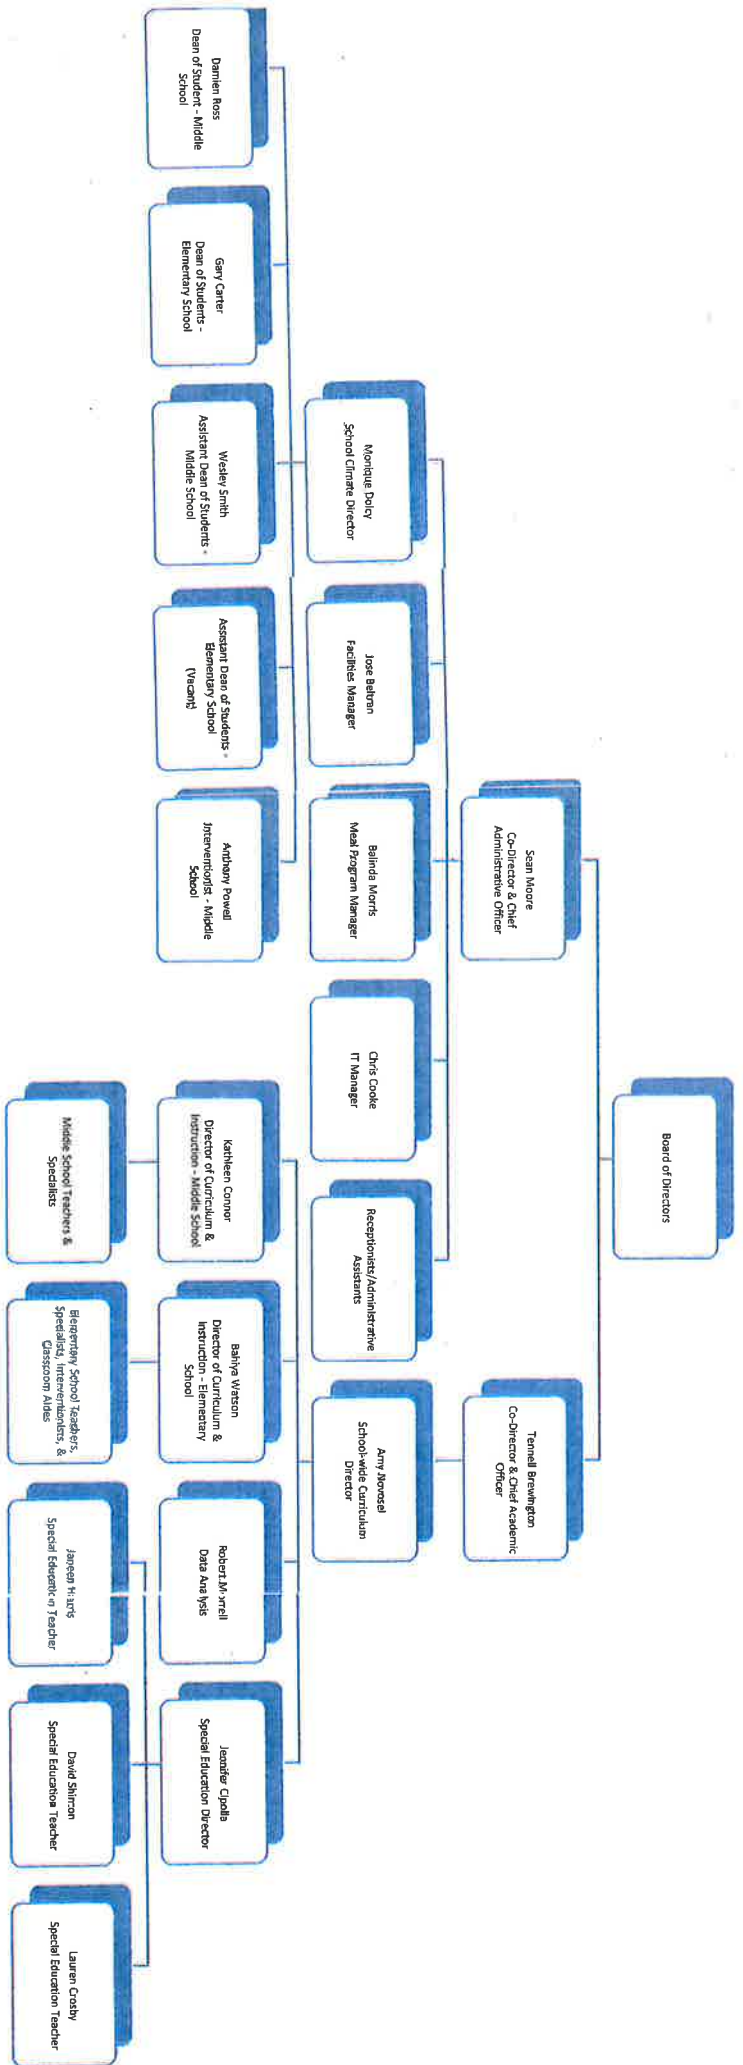 Board of Directors
Sean Moore
Co-Director & Chief
Administrative Officer
Tennell Brewington
Co-Director & Chief Academic
Officer
Monique Dolcy
School Climate Director
Jose Beltran
Facilities Manager
Balinda Morris
Meal Program Manager
Chris Cooke
IT Manager
Receptionists/Administrative
Assistants
Amy Novosel
School-wide Curriculum
Director
Damien Ross
Dean of Student - Middle
School
Gary Carter
Dean of Students -
Elementary School
Wesley Smith
Assistant Dean of Students -
Middle School
Assistant Dean of Students -
Elementary School
(Vacant)
Anthony Powell
Interventionist - Middle
School
Kathleen Connor
Director of Curriculum &
Instruction - Middle School
Bahiya Watson
Director of Curriculum &
Instruction - Elementary
School
Robert Morrell
Data Analysis
Jennifer Cipolla
Special Education Director
Middle School Teachers &
Specialists
Elementary School Teachers,
Specialists, Interventionists, &
Classroom Aides
Janeen Harris
Special Education Teacher
David Shinton
Special Education Teacher
Lauren Crosby
Special Education Teacher